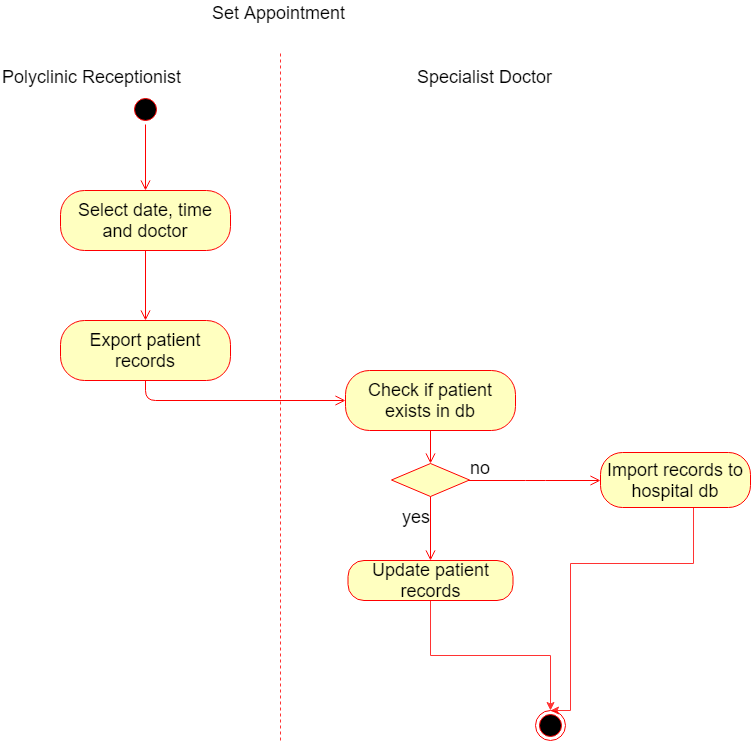 Set Appointment
Polyclinic Receptionist
Specialist Doctor
Select date, time
and doctor
Export patient
records
Check if patient
exists in db
no
Import records to
hospital db
yes
Update patient
records